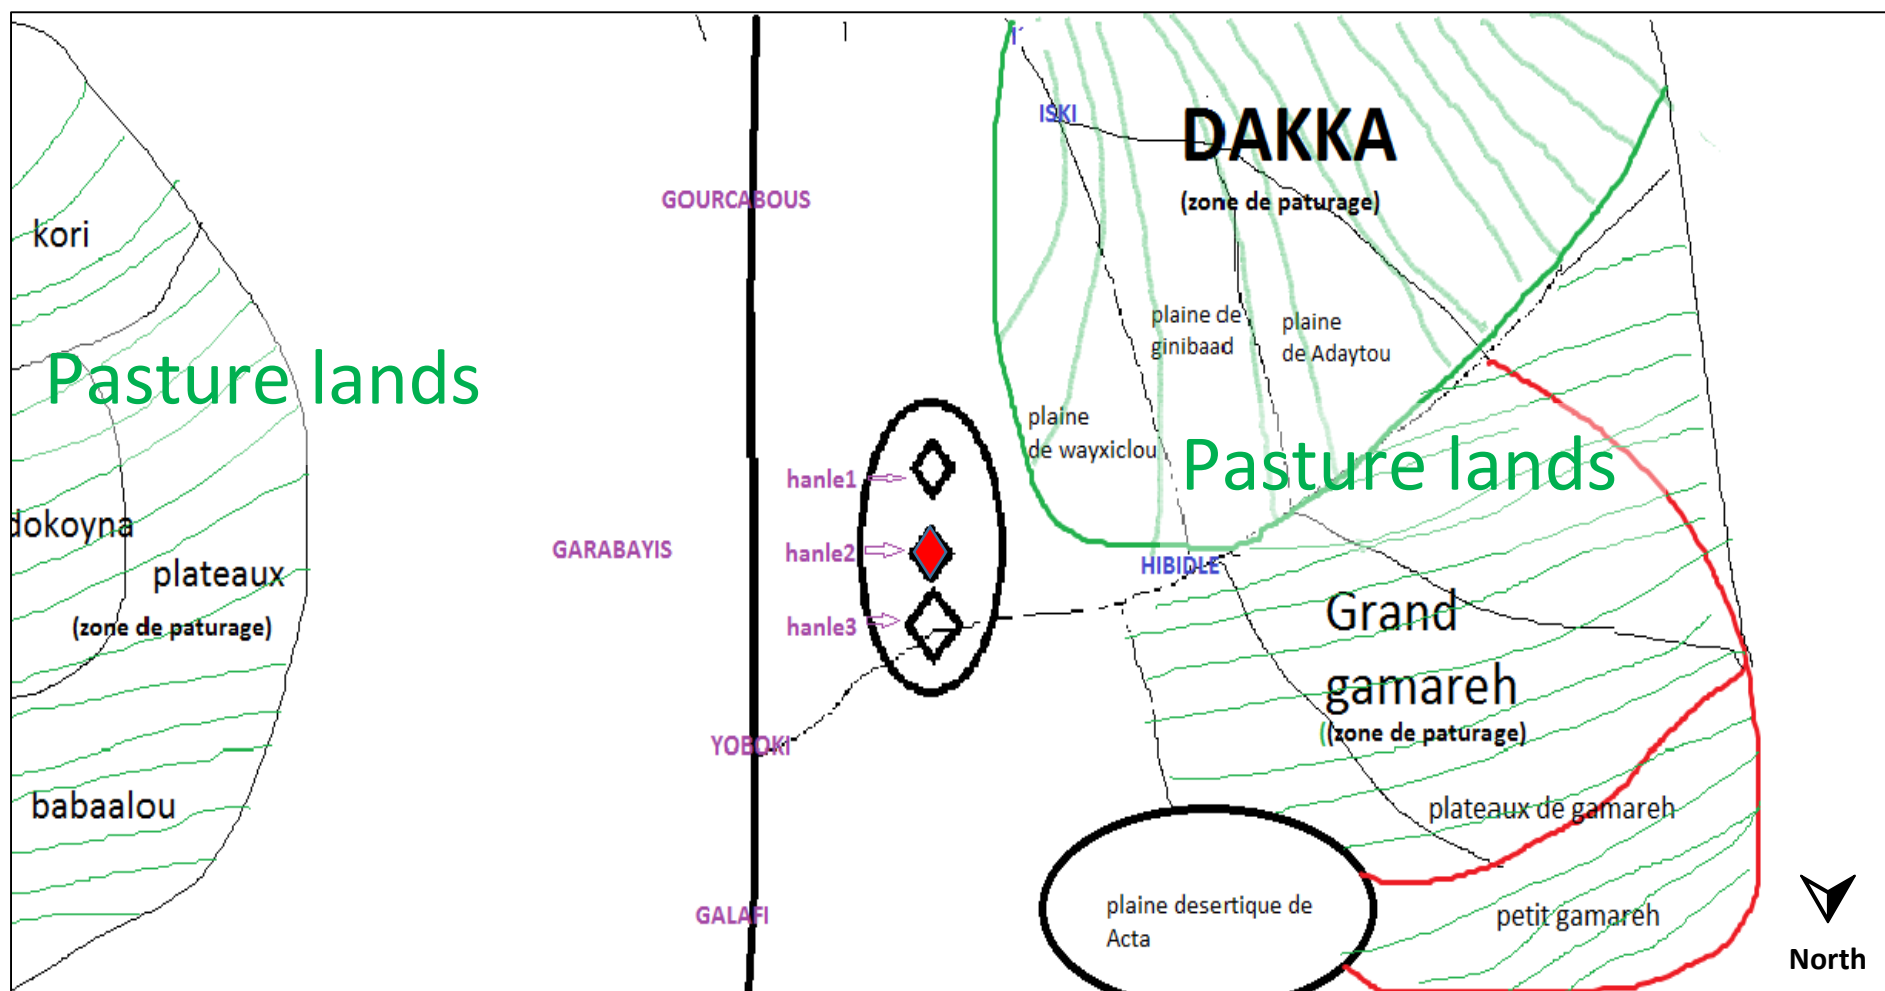 ISKI
DAKKA
(zone de paturage)
GOURCABOUS
kori
plaine de
ginibaad
plaine
de Adaytou
Pasture lands
plaine
de wayxiclou
Pasture lands
hanle1
hanle2
hanle3
dokoyna
GARABAYIS
plateaux
(zone de paturage)
HIBIDLE
Grand
gamareh
((zone de paturage)
YOBOKI
babaalou
plateaux de gamareh
GALAFI
plaine desertique de
Acta
petit gamareh
North